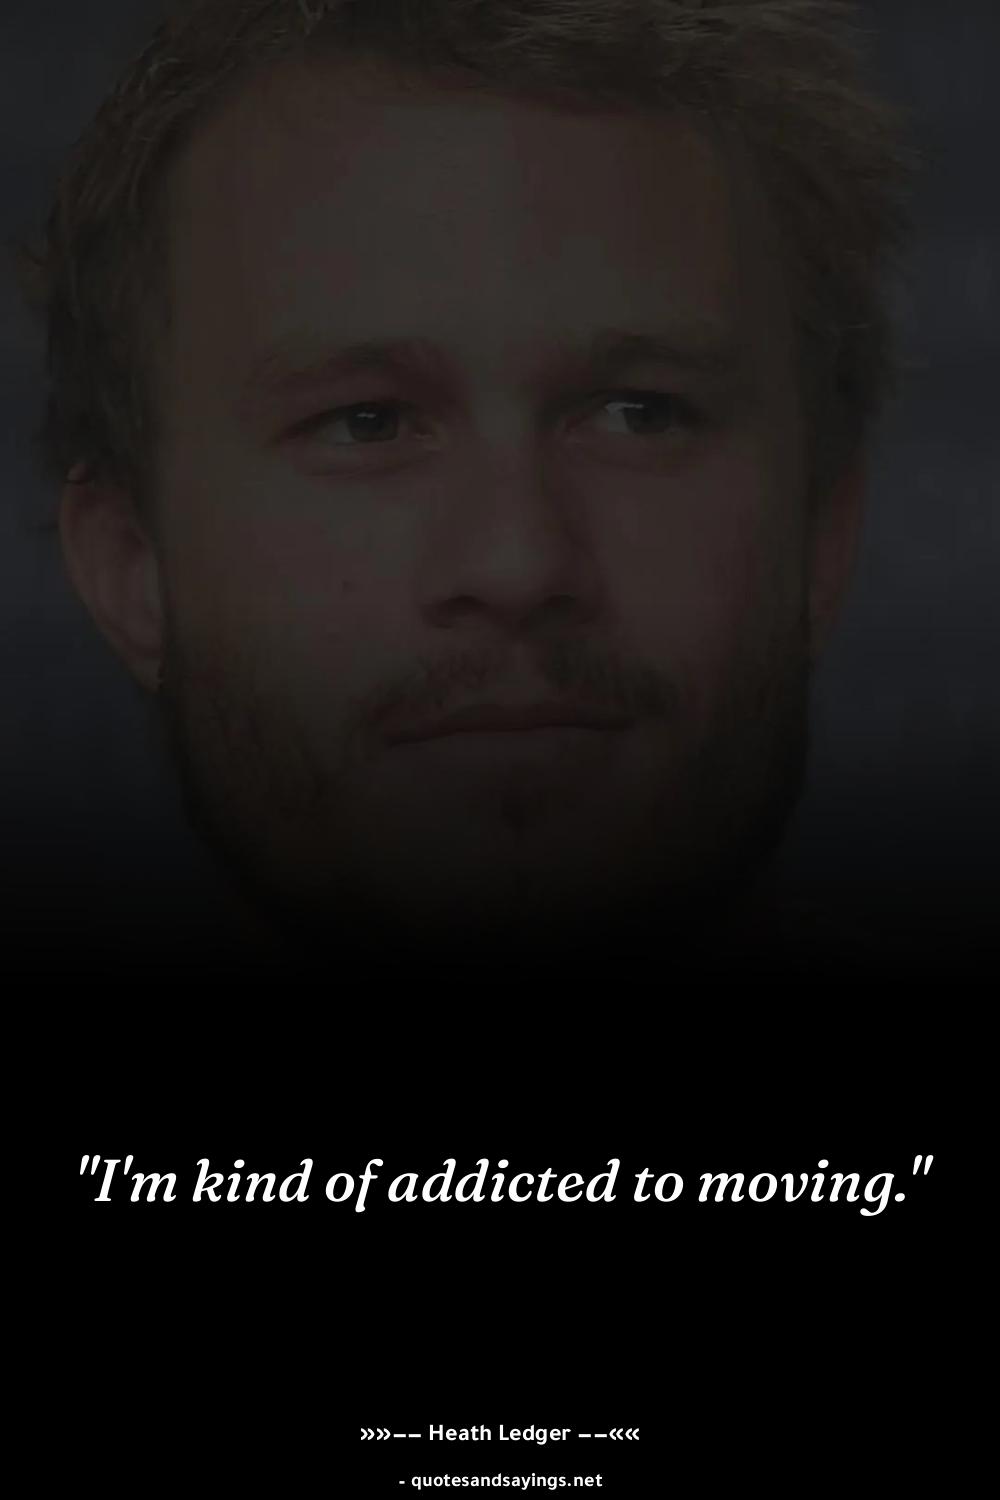 "I'm kind of addicted to moving."
»»–– Heath Ledger ––««
- quotesandsayings.net